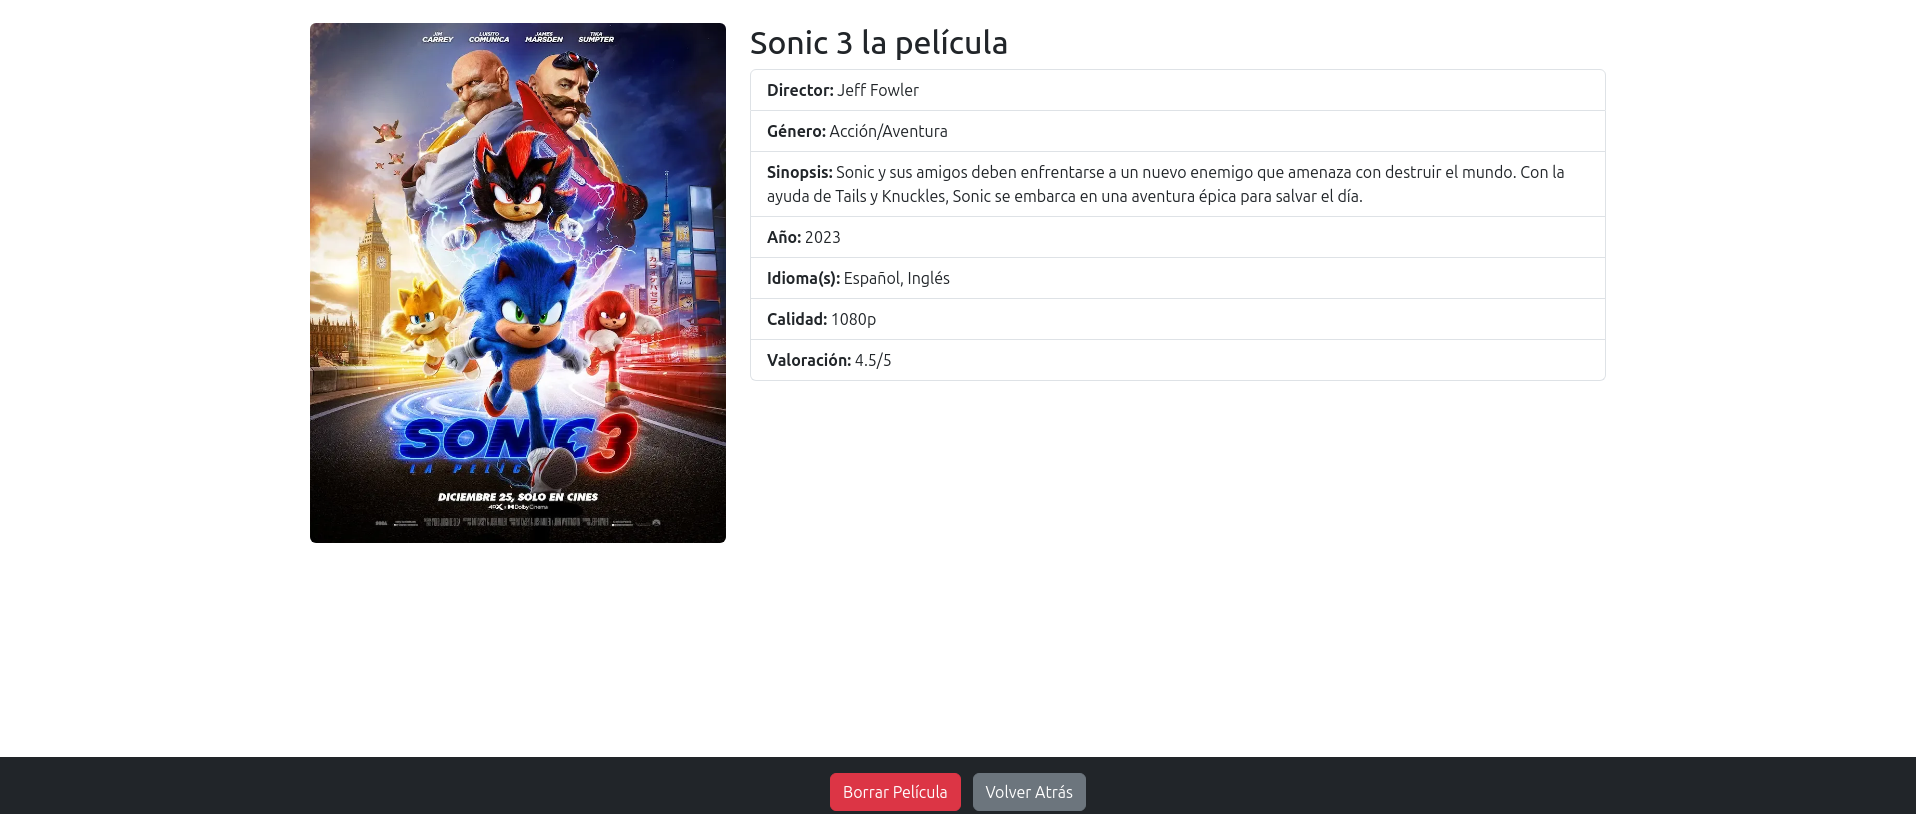 JIM CARREY
LUISITO COMUNICA
JAMES MARSDEN
TIKA SUMPTER
SONIC 3
LA PELÍC
DICIEMBRE 25, SOLO EN CINES
4DX Dolby Cinema
Sonic 3 la película
Director: Jeff Fowler
Género: Acción/Aventura
Sinopsis: Sonic y sus amigos deben enfrentarse a un nuevo enemigo que amenaza con destruir el mundo. Con la
ayuda de Tails y Knuckles, Sonic se embarca en una aventura épica para salvar el día.
Año: 2023
Idioma(s): Español, Inglés
Calidad: 1080p
Valoración: 4.5/5
Borrar Película
Volver Atrás